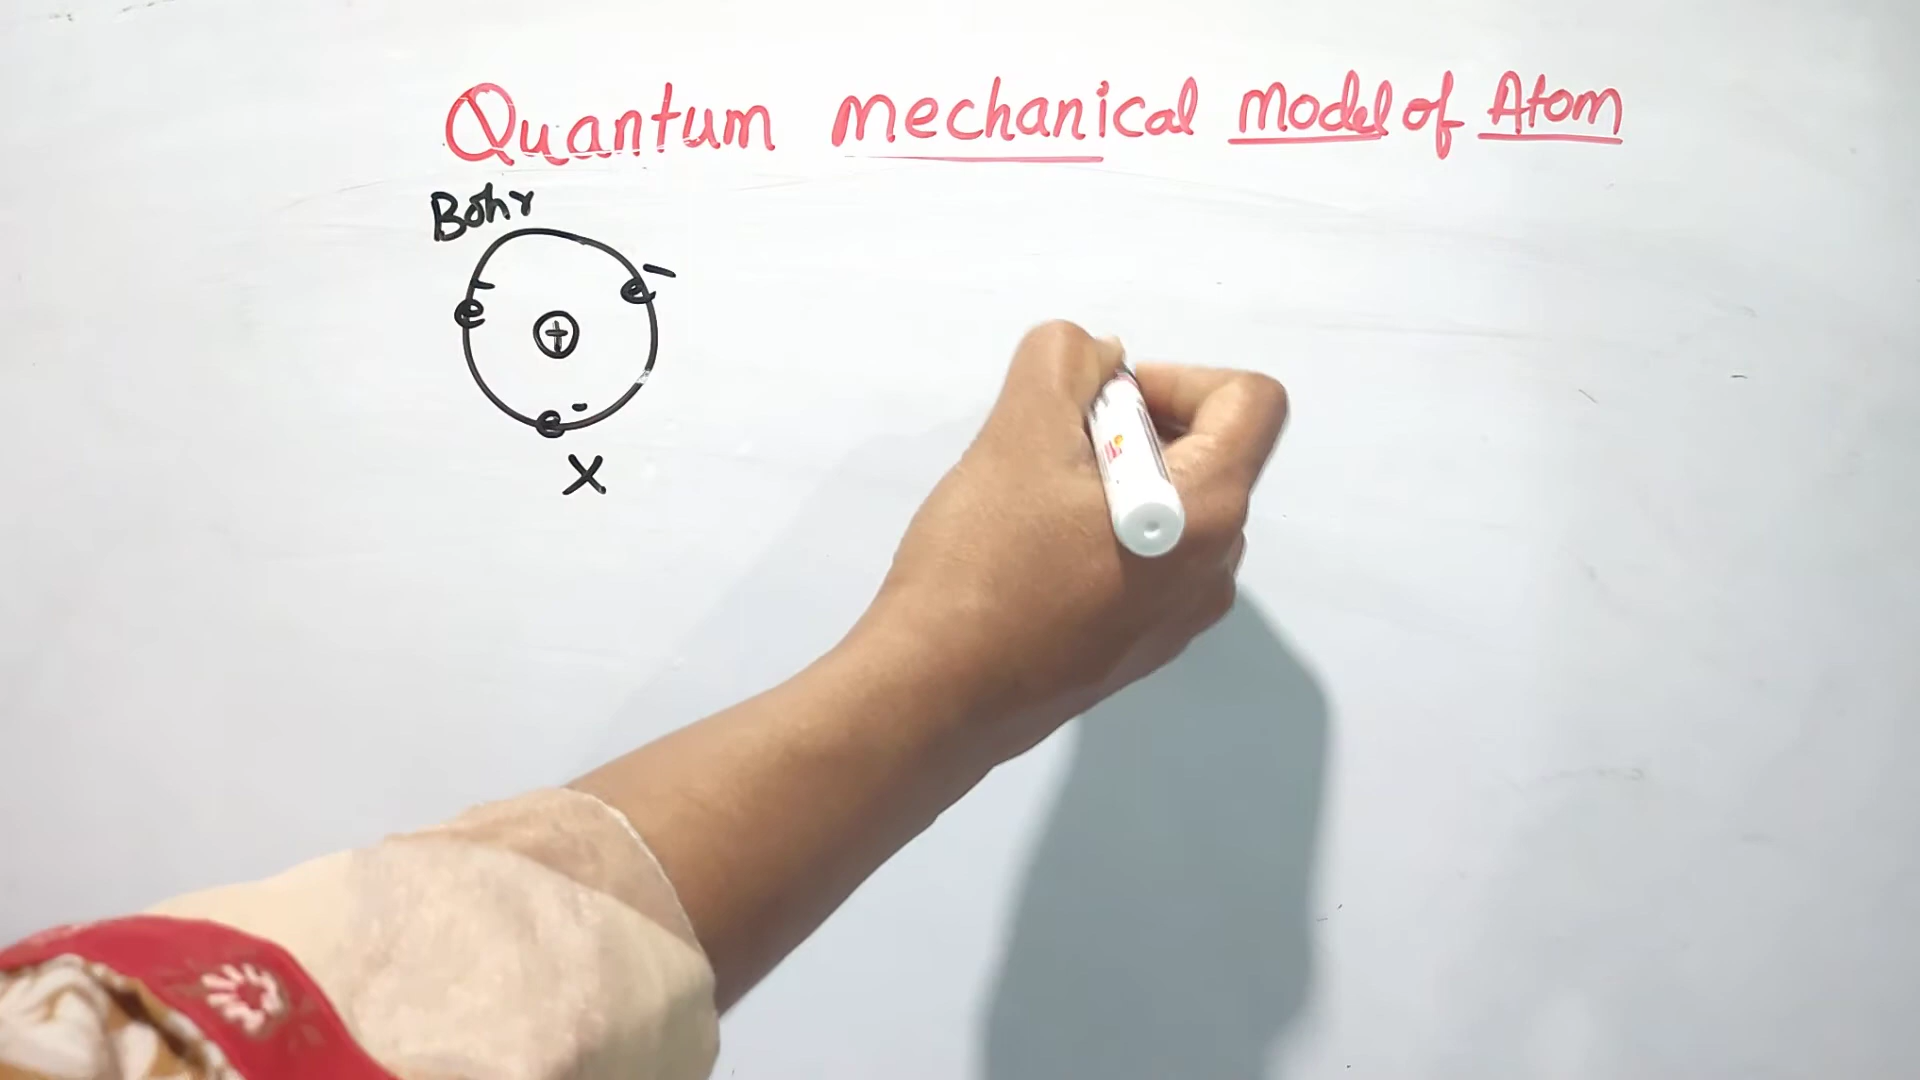 Quantum mechanical Model of Atom
Bohr
e-
e-
+
e-
X